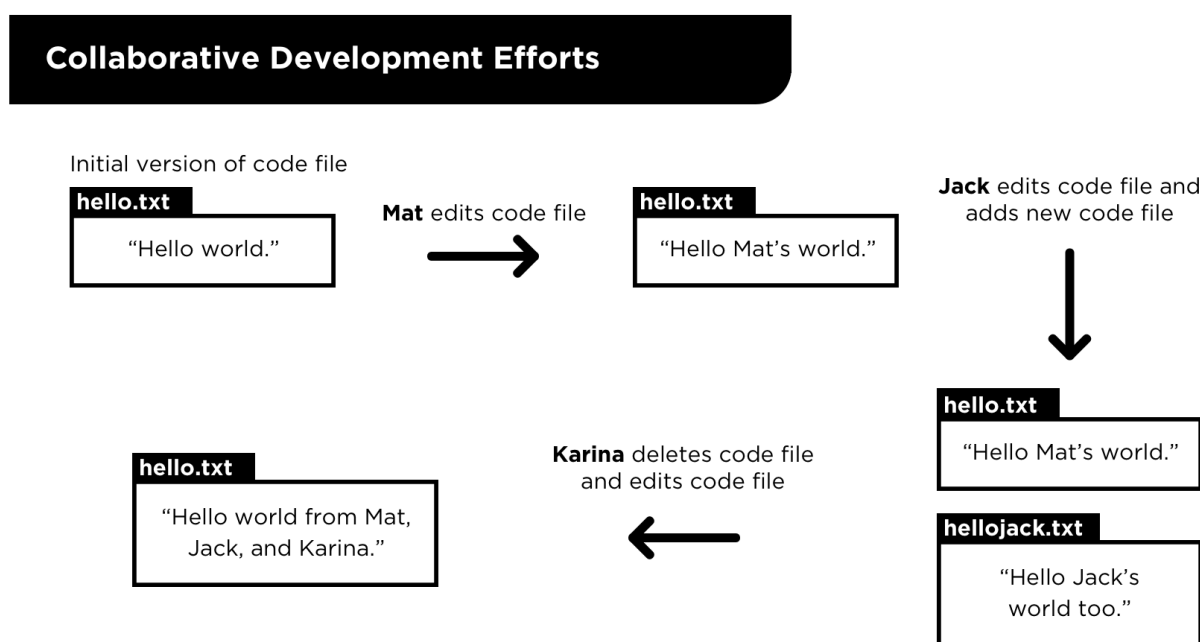 Collaborative Development Efforts
Initial version of code file
hello.txt
“Hello world.”
Mat edits code file
hello.txt
“Hello Mat’s world.”
Jack edits code file and
adds new code file
hello.txt
“Hello Mat’s world.”
hellojack.txt
“Hello Jack’s
world too.”
Karina deletes code file
and edits code file
hello.txt
“Hello world from Mat,
Jack, and Karina.”